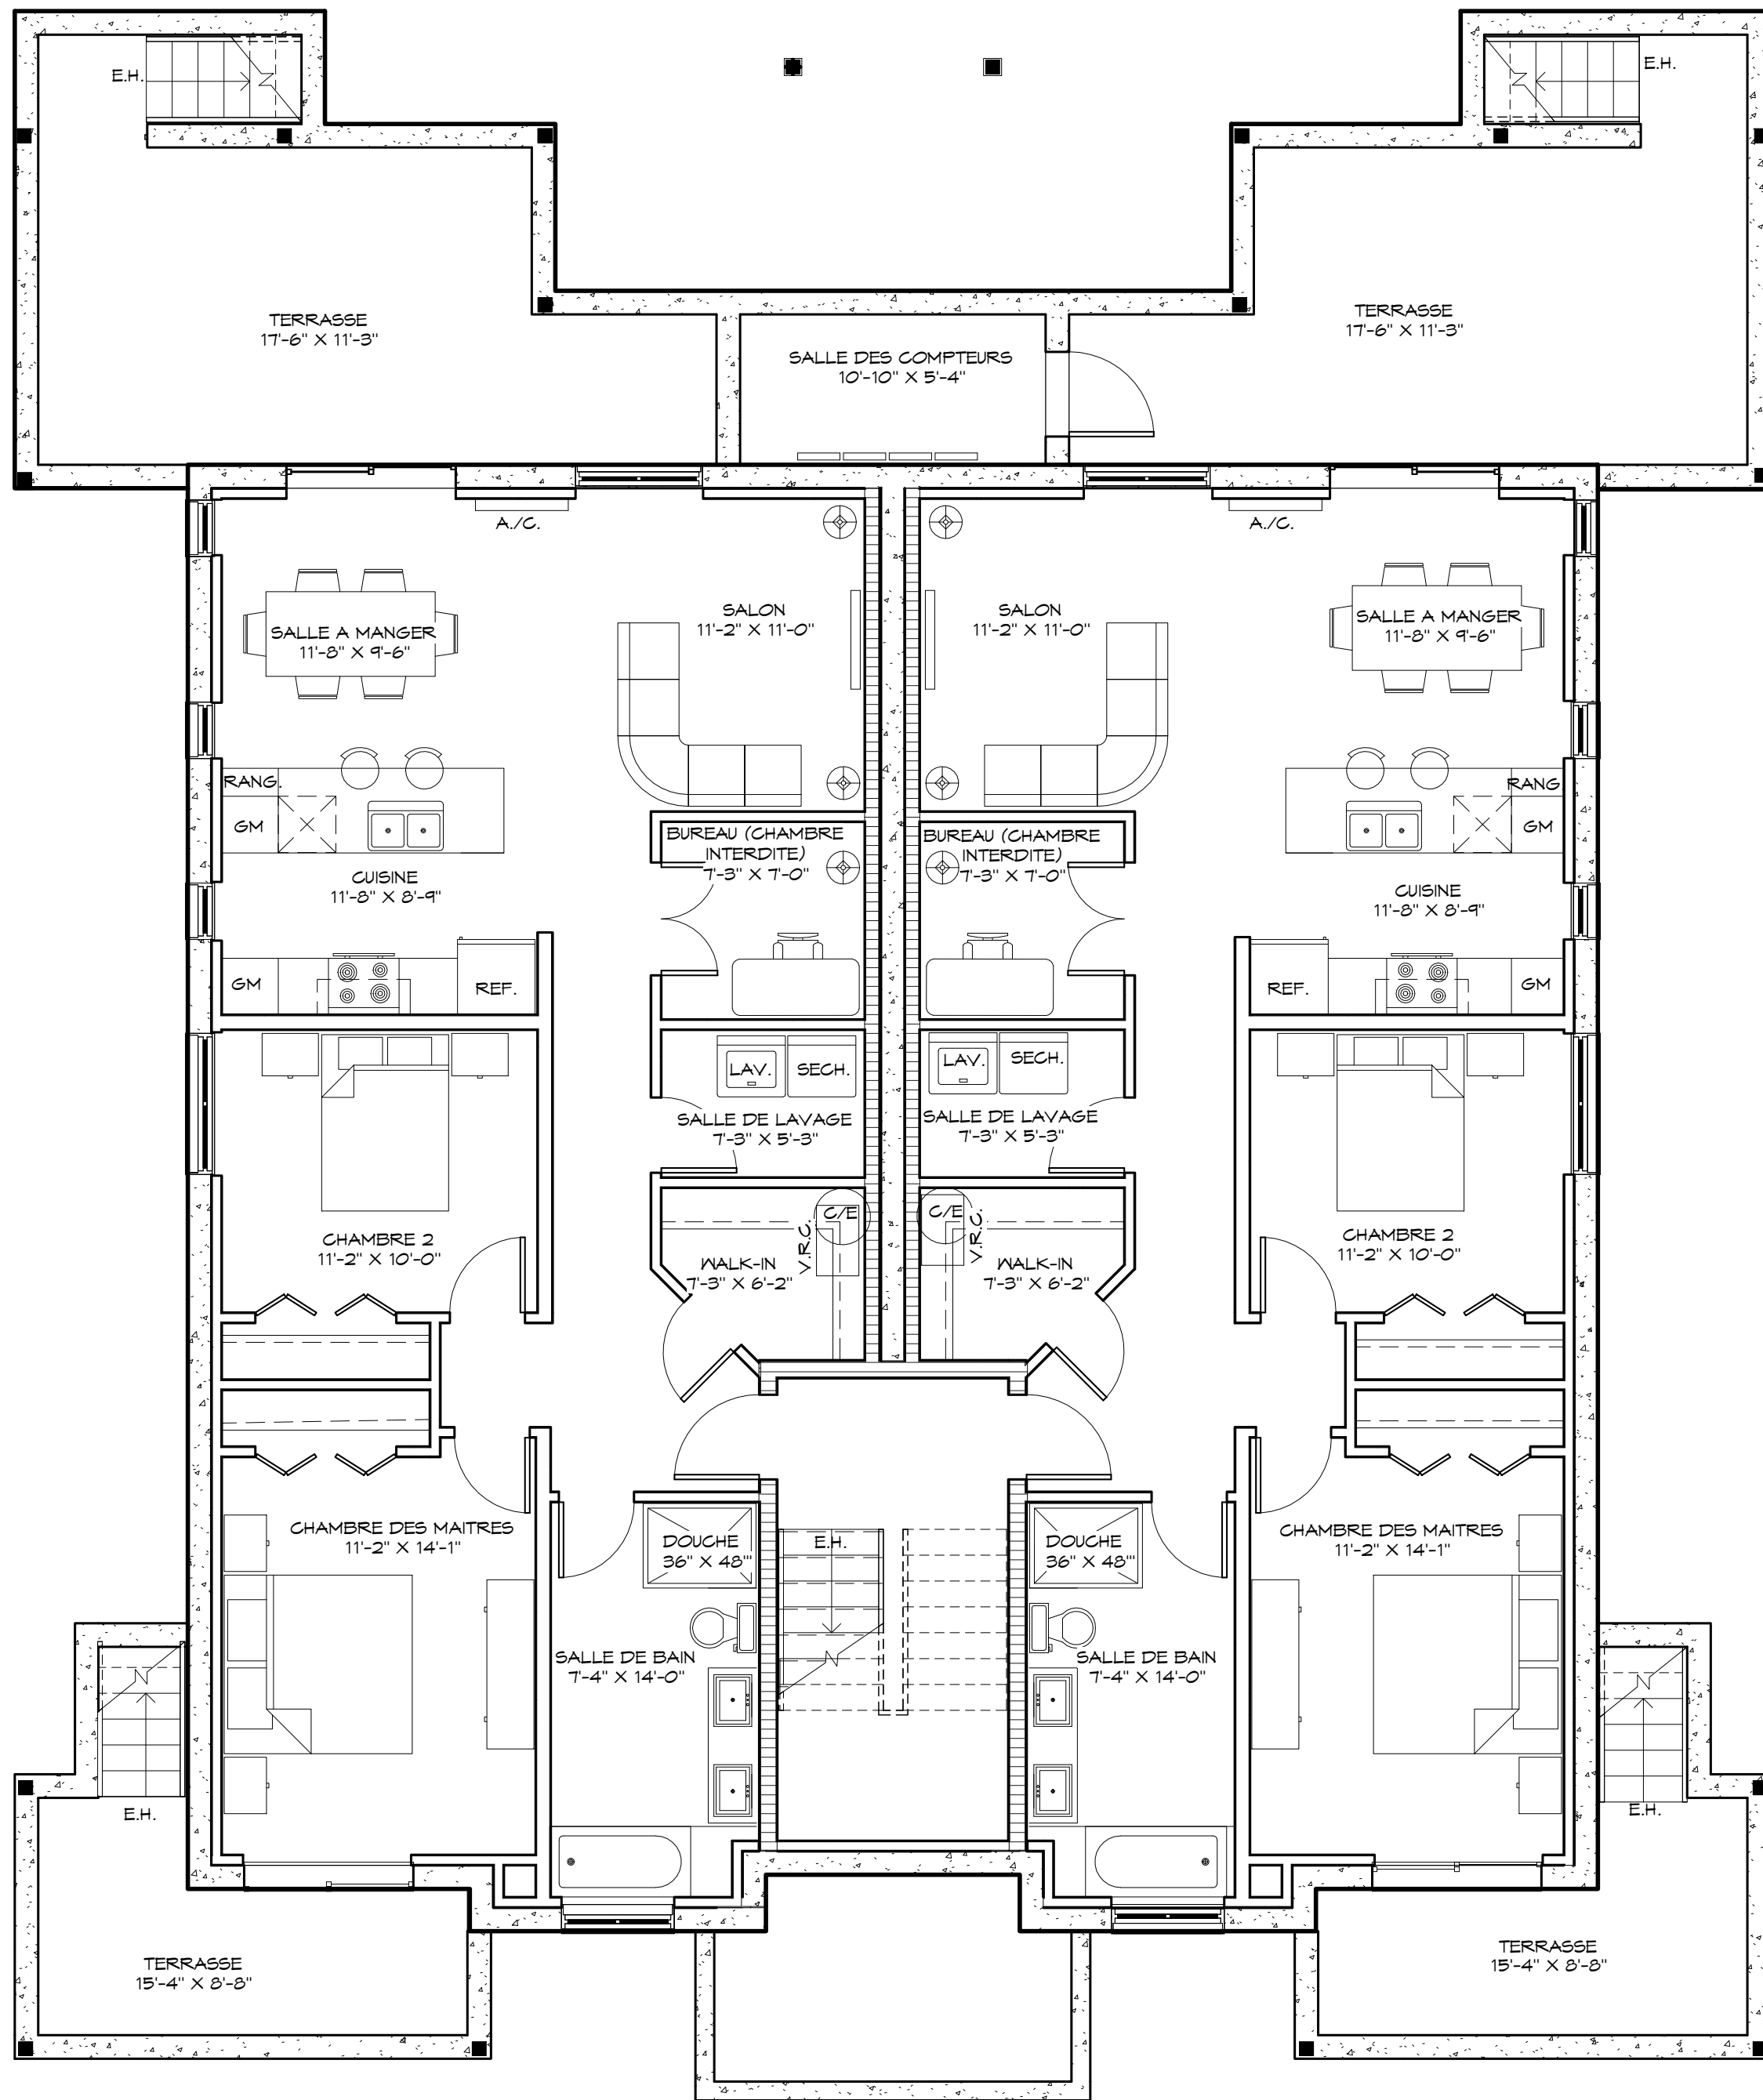 E.H.
E.H.
TERRASSE
17'-6" X 11'-3"
TERRASSE
17'-6" X 11'-3"
SALLE DES COMPTEURS
10'-10" X 5'-4"
A./C.
A./C.
SALON
11'-2" X 11'-0"
SALON
11'-2" X 11'-0"
SALLE A MANGER
11'-8" X 9'-6"
SALLE A MANGER
11'-8" X 9'-6"
RANG.
GM
RANG
GM
BUREAU (CHAMBRE
INTERDITE)
7'-3" X 7'-0"
BUREAU (CHAMBRE
INTERDITE)
7'-3" X 7'-0"
CUISINE
11'-8" X 8'-9"
CUISINE
11'-8" X 8'-9"
GM
REF.
REF.
GM
LAV.
SECH.
LAV.
SECH.
SALLE DE LAVAGE
7'-3" X 5'-3"
SALLE DE LAVAGE
7'-3" X 5'-3"
C/E
V.R.C.
C/E
V.R.C.
CHAMBRE 2
11'-2" X 10'-0"
WALK-IN
7'-3" X 6'-2"
WALK-IN
7'-3" X 6'-2"
CHAMBRE 2
11'-2" X 10'-0"
CHAMBRE DES MAITRES
11'-2" X 14'-1"
DOUCHE
36" X 48"'
E.H.
DOUCHE
36" X 48"'
CHAMBRE DES MAITRES
11'-2" X 14'-1"
SALLE DE BAIN
7'-4" X 14'-0"
SALLE DE BAIN
7'-4" X 14'-0"
E.H.
E.H.
TERRASSE
15'-4" X 8'-8"
TERRASSE
15'-4" X 8'-8"